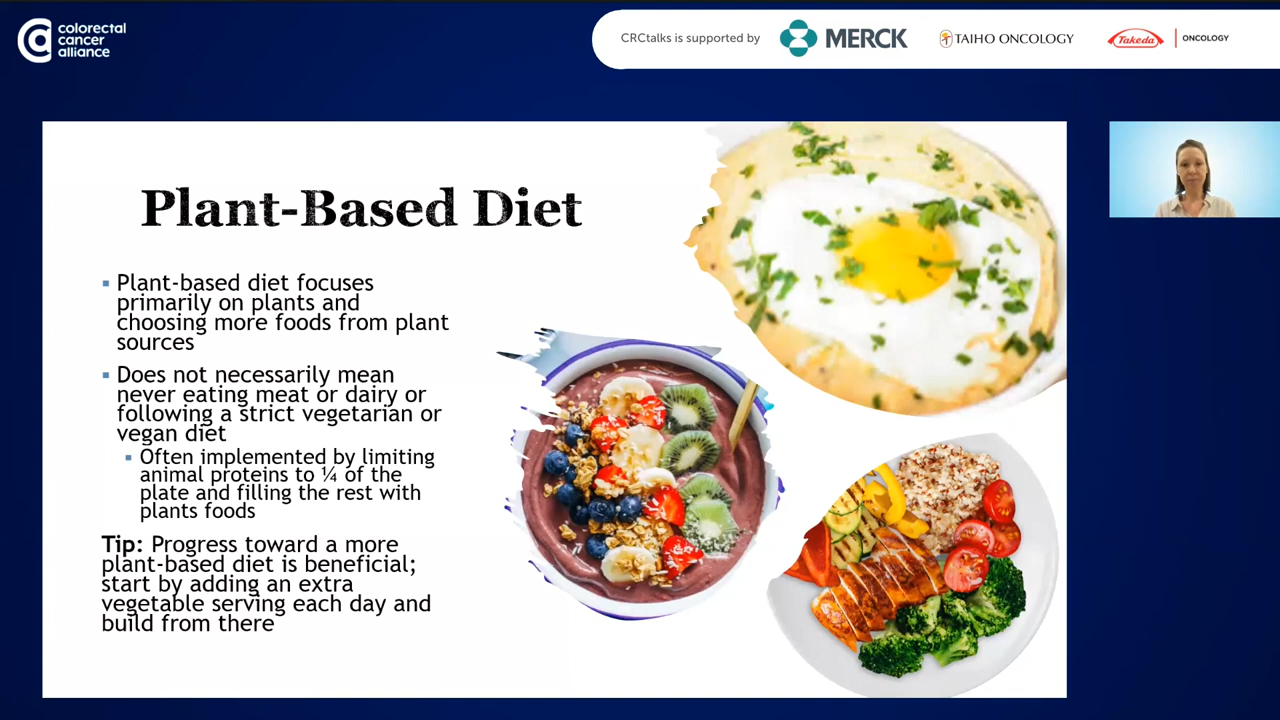 colorectal
cancer
alliance
CRCtalks is supported by
MERCK
TAIHO ONCOLOGY
Takeda
ONCOLOGY
Plant-Based Diet
▪ Plant-based diet focuses
primarily on plants and
choosing more foods from plant
sources
▪ Does not necessarily mean
never eating meat or dairy or
following a strict vegetarian or
vegan diet
▪ Often implemented by limiting
animal proteins to ¼ of the
plate and filling the rest with
plants foods
Tip: Progress toward a more
plant-based diet is beneficial;
start by adding an extra
vegetable serving each day and
build from there